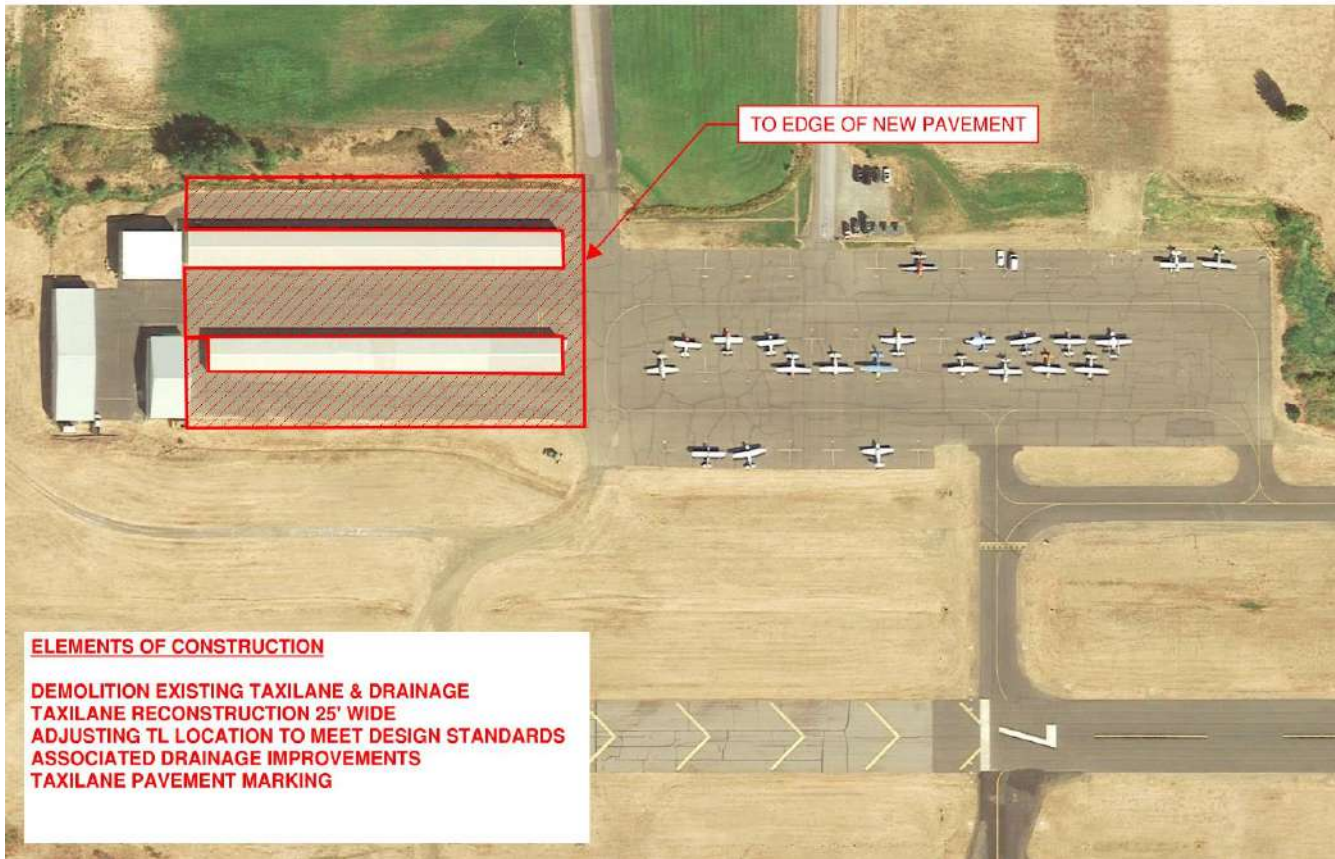 TO EDGE OF NEW PAVEMENT
ELEMENTS OF CONSTRUCTION
DEMOLITION EXISTING TAXILANE & DRAINAGE
TAXILANE RECONSTRUCTION 25' WIDE
ADJUSTING TL LOCATION TO MEET DESIGN STANDARDS
ASSOCIATED DRAINAGE IMPROVEMENTS
TAXILANE PAVEMENT MARKING
7